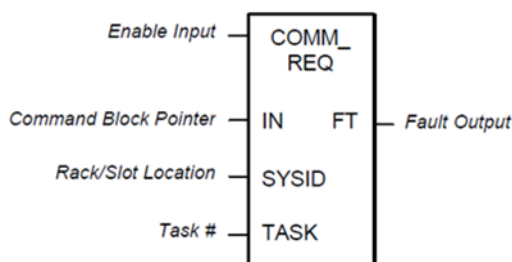 Enable Input
COMM_
REQ
Command Block Pointer
IN
FT
Fault Output
Rack/Slot Location
SYSID
Task #
TASK